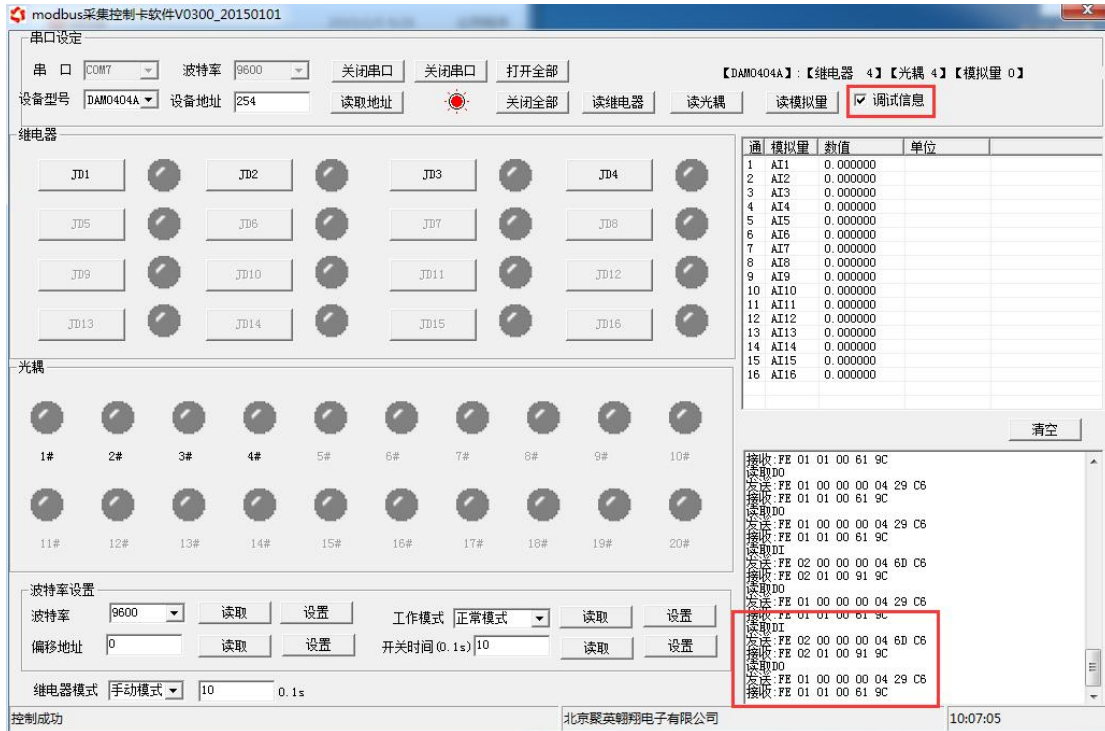 modbus采集控制卡软件V0300_20150101
串口设定
串 口 COM7 波特率 9600 关闭串口 关闭串口 打开全部
【DAM0404A】:【继电器 4】【光耦 4】【模拟量 0】
设备型号 DAM0404A 设备地址 254 读取地址 关闭全部 读继电器 读光耦 读模拟量 调试信息
继电器
JD1 JD2 JD3 JD4
JD5 JD6 JD7 JD8
JD9 JD10 JD11 JD12
JD13 JD14 JD15 JD16
通 模拟量 数值 单位
1 AI1 0.000000
2 AI2 0.000000
3 AI3 0.000000
4 AI4 0.000000
5 AI5 0.000000
6 AI6 0.000000
7 AI7 0.000000
8 AI8 0.000000
9 AI9 0.000000
10 AI10 0.000000
11 AI11 0.000000
12 AI12 0.000000
13 AI13 0.000000
14 AI14 0.000000
15 AI15 0.000000
16 AI16 0.000000
清空
光耦
1# 2# 3# 4# 5# 6# 7# 8# 9# 10#
11# 12# 13# 14# 15# 16# 17# 18# 19# 20#
接收:FE 01 01 00 61 9C
读取DO
发送:FE 01 00 00 00 04 29 C6
接收:FE 01 01 00 61 9C
读取DO
发送:FE 01 00 00 00 04 29 C6
接收:FE 01 01 00 61 9C
读取DI
发送:FE 02 00 00 00 04 6D C6
接收:FE 02 01 00 91 9C
读取DO
发送:FE 01 00 00 00 04 29 C6
接收:FE 01 01 00 61 9C
读取DI
发送:FE 02 00 00 00 04 6D C6
接收:FE 02 01 00 91 9C
读取DO
发送:FE 01 00 00 00 04 29 C6
接收:FE 01 01 00 61 9C
波特率设置
波特率 9600 读取 设置 工作模式 正常模式 读取 设置
偏移地址 0 读取 设置 开关时间(0.1s) 10 读取 设置
继电器模式 手动模式 10 0.1s
控制成功 北京聚英翱翔电子有限公司 10:07:05